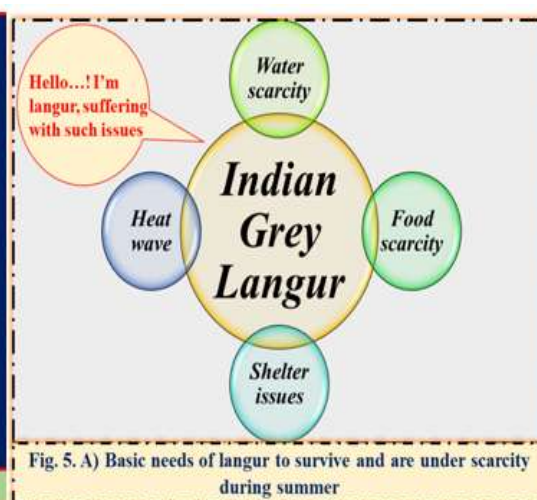 Hello…! I'm
langur, suffering
with such issues
Water
scarcity
Indian
Grey
Langur
Heat
wave
Food
scarcity
Shelter
issues
Fig. 5. A) Basic needs of langur to survive and are under scarcity
during summer